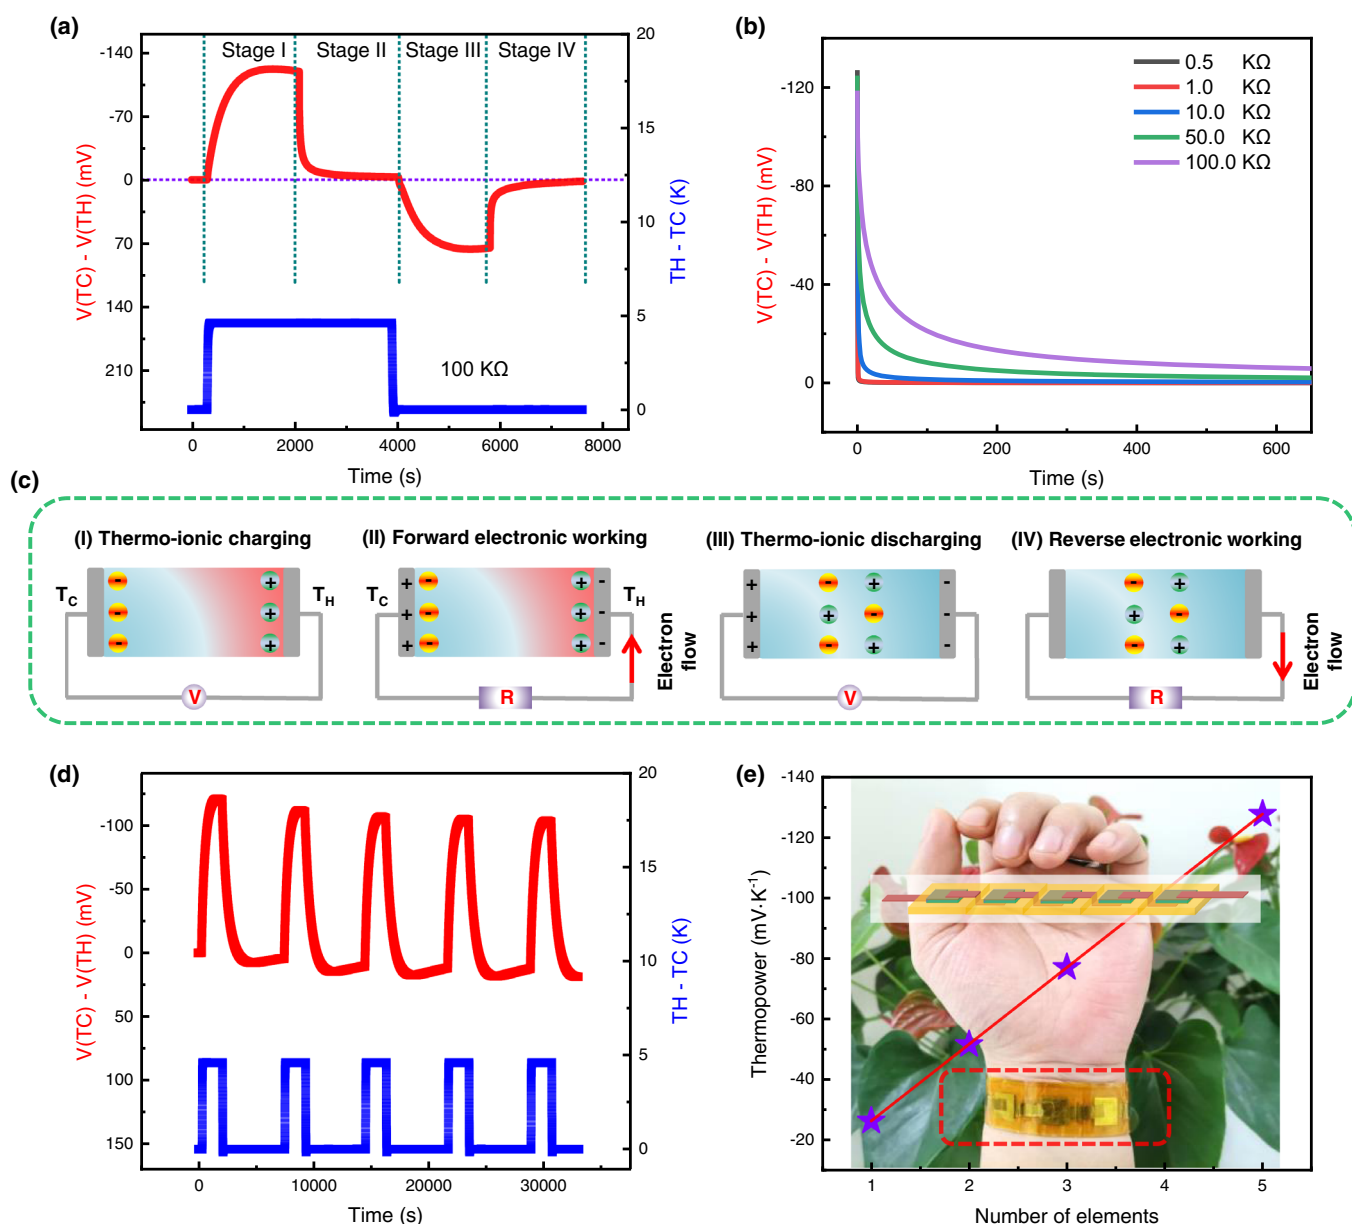 (a)
Stage I
Stage II
Stage III
Stage IV
V(TC) - V(TH) (mV)
-140
-70
0
70
140
210
TH - TC (K)
20
15
10
5
0
100 KΩ
0
2000
4000
6000
8000
Time (s)
(b)
V(TC) - V(TH) (mV)
-120
-80
-40
0
0.5 KΩ
1.0 KΩ
10.0 KΩ
50.0 KΩ
100.0 KΩ
0
200
400
600
Time (s)
(c)
(I) Thermo-ionic charging
TC
TH
- +
- +
- +
V
(II) Forward electronic working
TC
TH
+ - + -
+ - + -
+ - + -
R
Electron
flow
(III) Thermo-ionic discharging
+ - + -
+ + - -
+ - + -
V
(IV) Reverse electronic working
- +
+ -
- +
R
Electron
flow
(d)
V(TC) - V(TH) (mV)
-100
-50
0
50
100
150
TH - TC (K)
20
15
10
5
0
0
10000
20000
30000
Time (s)
(e)
Thermopower (mV·K-1)
-140
-120
-100
-80
-60
-40
-20
1
2
3
4
5
Number of elements